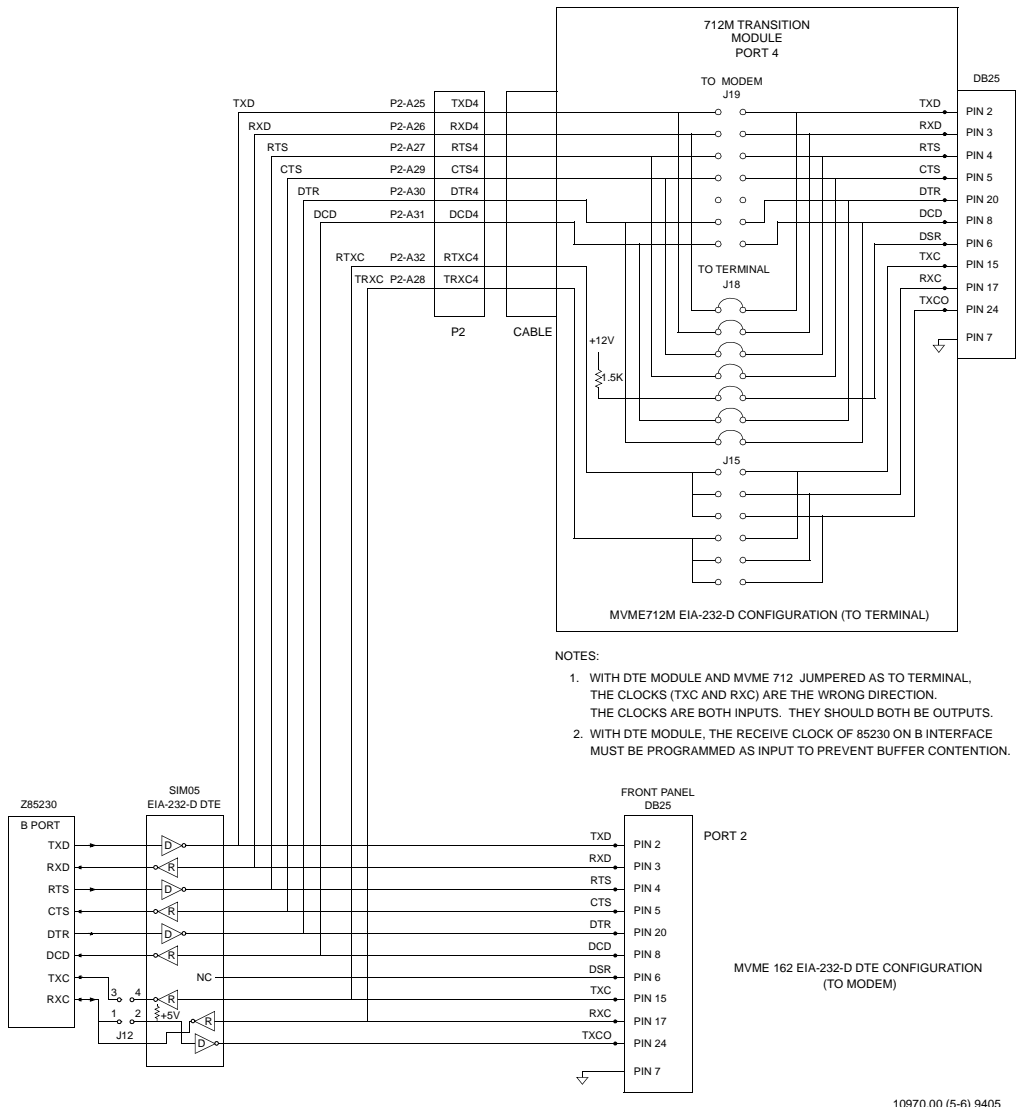 712M TRANSITION
MODULE
PORT 4
TO MODEM
J19
DB25
TXD P2-A25 TXD4 TXD PIN 2
RXD P2-A26 RXD4 RXD PIN 3
RTS P2-A27 RTS4 RTS PIN 4
CTS P2-A29 CTS4 CTS PIN 5
DTR P2-A30 DTR4 DTR PIN 20
DCD P2-A31 DCD4 DCD PIN 8
DSR PIN 6
RTXC P2-A32 RTXC4 TXC PIN 15
TRXC P2-A28 TRXC4 RXC PIN 17
TXCO PIN 24
PIN 7
TO TERMINAL
J18
P2 CABLE
+12V
1.5K
J15
MVME712M EIA-232-D CONFIGURATION (TO TERMINAL)
NOTES:
1. WITH DTE MODULE AND MVME 712 JUMPERED AS TO TERMINAL,
THE CLOCKS (TXC AND RXC) ARE THE WRONG DIRECTION.
THE CLOCKS ARE BOTH INPUTS. THEY SHOULD BOTH BE OUTPUTS.
2. WITH DTE MODULE, THE RECEIVE CLOCK OF 85230 ON B INTERFACE
MUST BE PROGRAMMED AS INPUT TO PREVENT BUFFER CONTENTION.
Z85230
B PORT
SIM05
EIA-232-D DTE
FRONT PANEL
DB25
PORT 2
TXD D TXD PIN 2
RXD R RXD PIN 3
RTS D RTS PIN 4
CTS R CTS PIN 5
DTR D DTR PIN 20
DCD R DCD PIN 8
TXC NC DSR PIN 6
RXC 3 4 R TXC PIN 15
1 2 +5V R RXC PIN 17
J12 D TXCO PIN 24
PIN 7
MVME 162 EIA-232-D DTE CONFIGURATION
(TO MODEM)
10970.00 (5-6) 9405